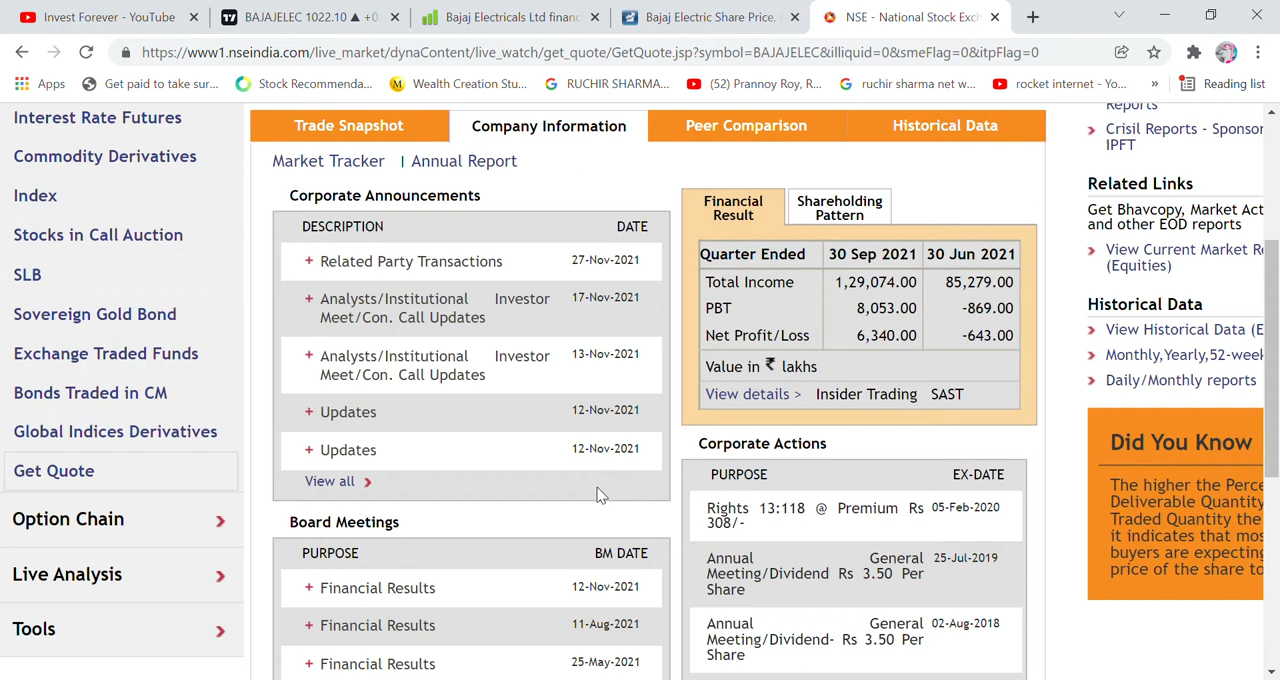 Invest Forever - YouTube
BAJAJELEC 1022.10 ▲ +0
Bajaj Electricals Ltd financ
Bajaj Electric Share Price,
NSE - National Stock Exc
https://www1.nseindia.com/live_market/dynaContent/live_watch/get_quote/GetQuote.jsp?symbol=BAJAJELEC&illiquid=0&smeFlag=0&itpFlag=0
Apps
Get paid to take sur...
Stock Recommenda...
Wealth Creation Stu...
RUCHIR SHARMA...
(52) Prannoy Roy, R...
ruchir sharma net w...
rocket internet - Yo...
»
Reading list
Interest Rate Futures
Commodity Derivatives
Index
Stocks in Call Auction
SLB
Sovereign Gold Bond
Exchange Traded Funds
Bonds Traded in CM
Global Indices Derivatives
Get Quote
Option Chain
Live Analysis
Tools
Trade Snapshot
Company Information
Peer Comparison
Historical Data
Market Tracker | Annual Report
Corporate Announcements
DESCRIPTION DATE
+ Related Party Transactions 27-Nov-2021
+ Analysts/Institutional Investor 17-Nov-2021
Meet/Con. Call Updates
+ Analysts/Institutional Investor 13-Nov-2021
Meet/Con. Call Updates
+ Updates 12-Nov-2021
+ Updates 12-Nov-2021
View all
Board Meetings
PURPOSE BM DATE
+ Financial Results 12-Nov-2021
+ Financial Results 11-Aug-2021
+ Financial Results 25-May-2021
Financial
Result
Shareholding
Pattern
Quarter Ended 30 Sep 2021 30 Jun 2021
Total Income 1,29,074.00 85,279.00
PBT 8,053.00 -869.00
Net Profit/Loss 6,340.00 -643.00
Value in ₹ lakhs
View details > Insider Trading SAST
Corporate Actions
PURPOSE EX-DATE
Rights 13:118 @ Premium Rs 05-Feb-2020
308/-
Annual General 25-Jul-2019
Meeting/Dividend Rs 3.50 Per
Share
Annual General 02-Aug-2018
Meeting/Dividend- Rs 3.50 Per
Share
Reports
Crisil Reports - Sponsor
IPFT
Related Links
Get Bhavcopy, Market Act
and other EOD reports
View Current Market Re
(Equities)
Historical Data
View Historical Data (E
Monthly,Yearly,52-week
Daily/Monthly reports
Did You Know
The higher the Perce
Deliverable Quantity
Traded Quantity the
it indicates that mos
buyers are expecting
price of the share to